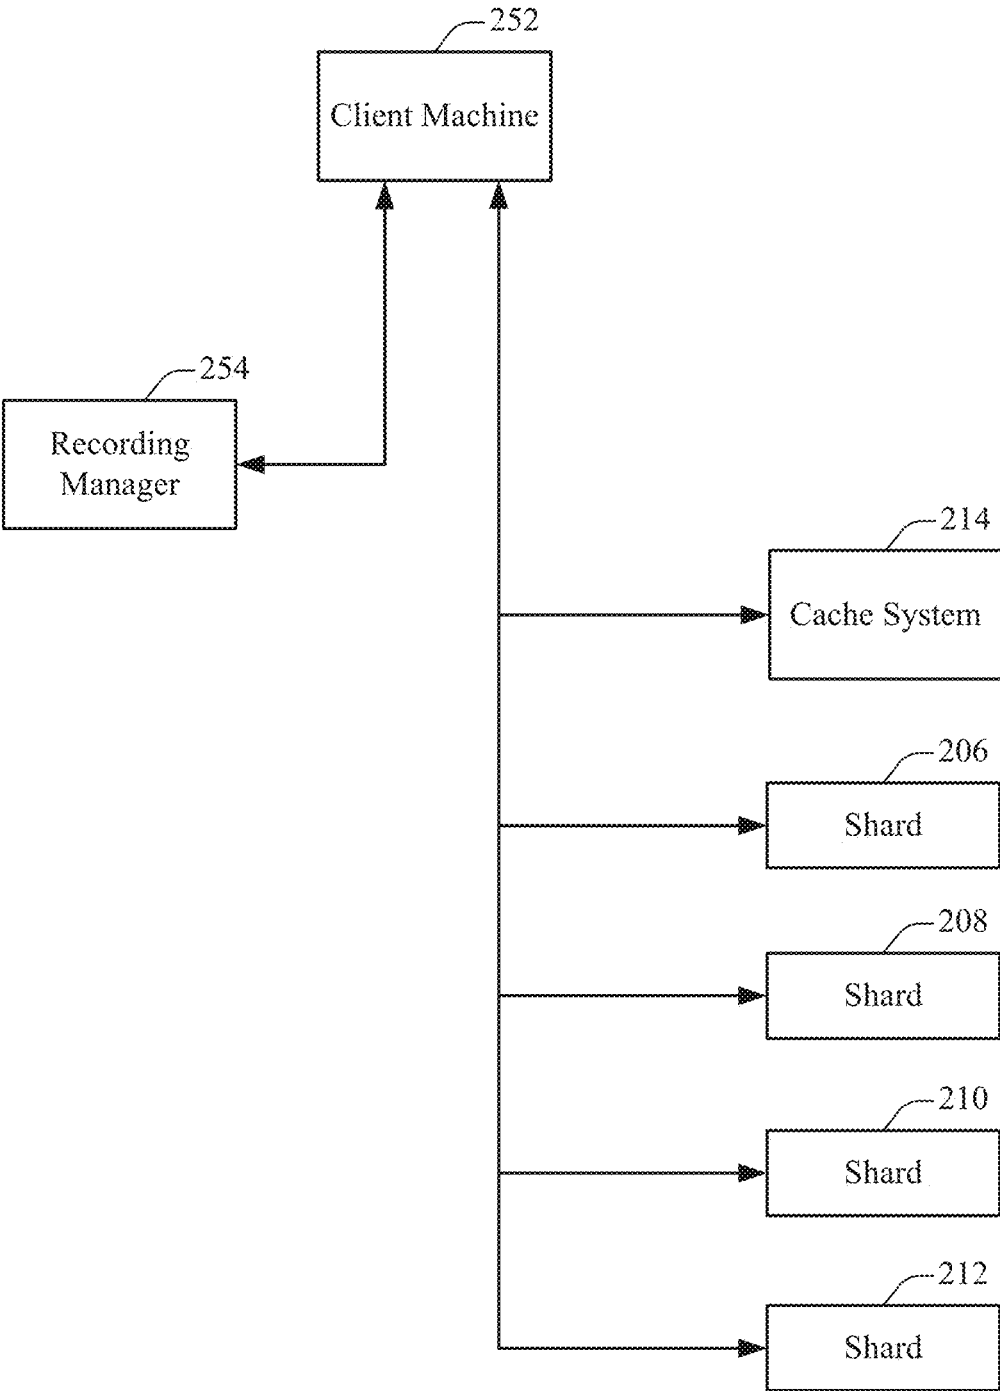 252
Client Machine
254
Recording
Manager
214
Cache System
206
Shard
208
Shard
210
Shard
212
Shard